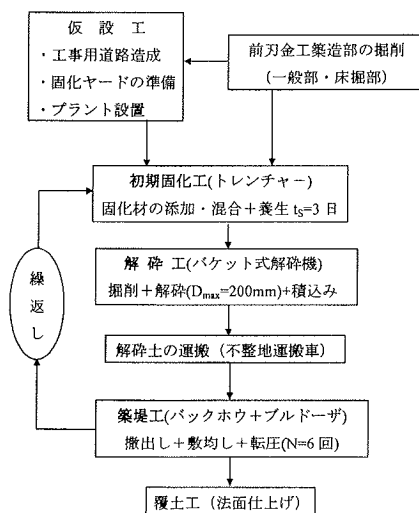 仮設工
・工事用道路造成
・固化ヤードの準備
・プラント設置
前刃金工築造部の掘削
(一般部・床掘部)
初期固化工(トレンチャー)
固化材の添加・混合+養生 tS=3 日
解 砕 工(バケット式解砕機)
掘削+解砕(Dmax=200mm)+積込み
解砕土の運搬(不整地運搬車)
築堤工(バックホウ+ブルドーザ)
撒出し+敷均し+転圧(N=6 回)
繰返し
覆土工(法面仕上げ)